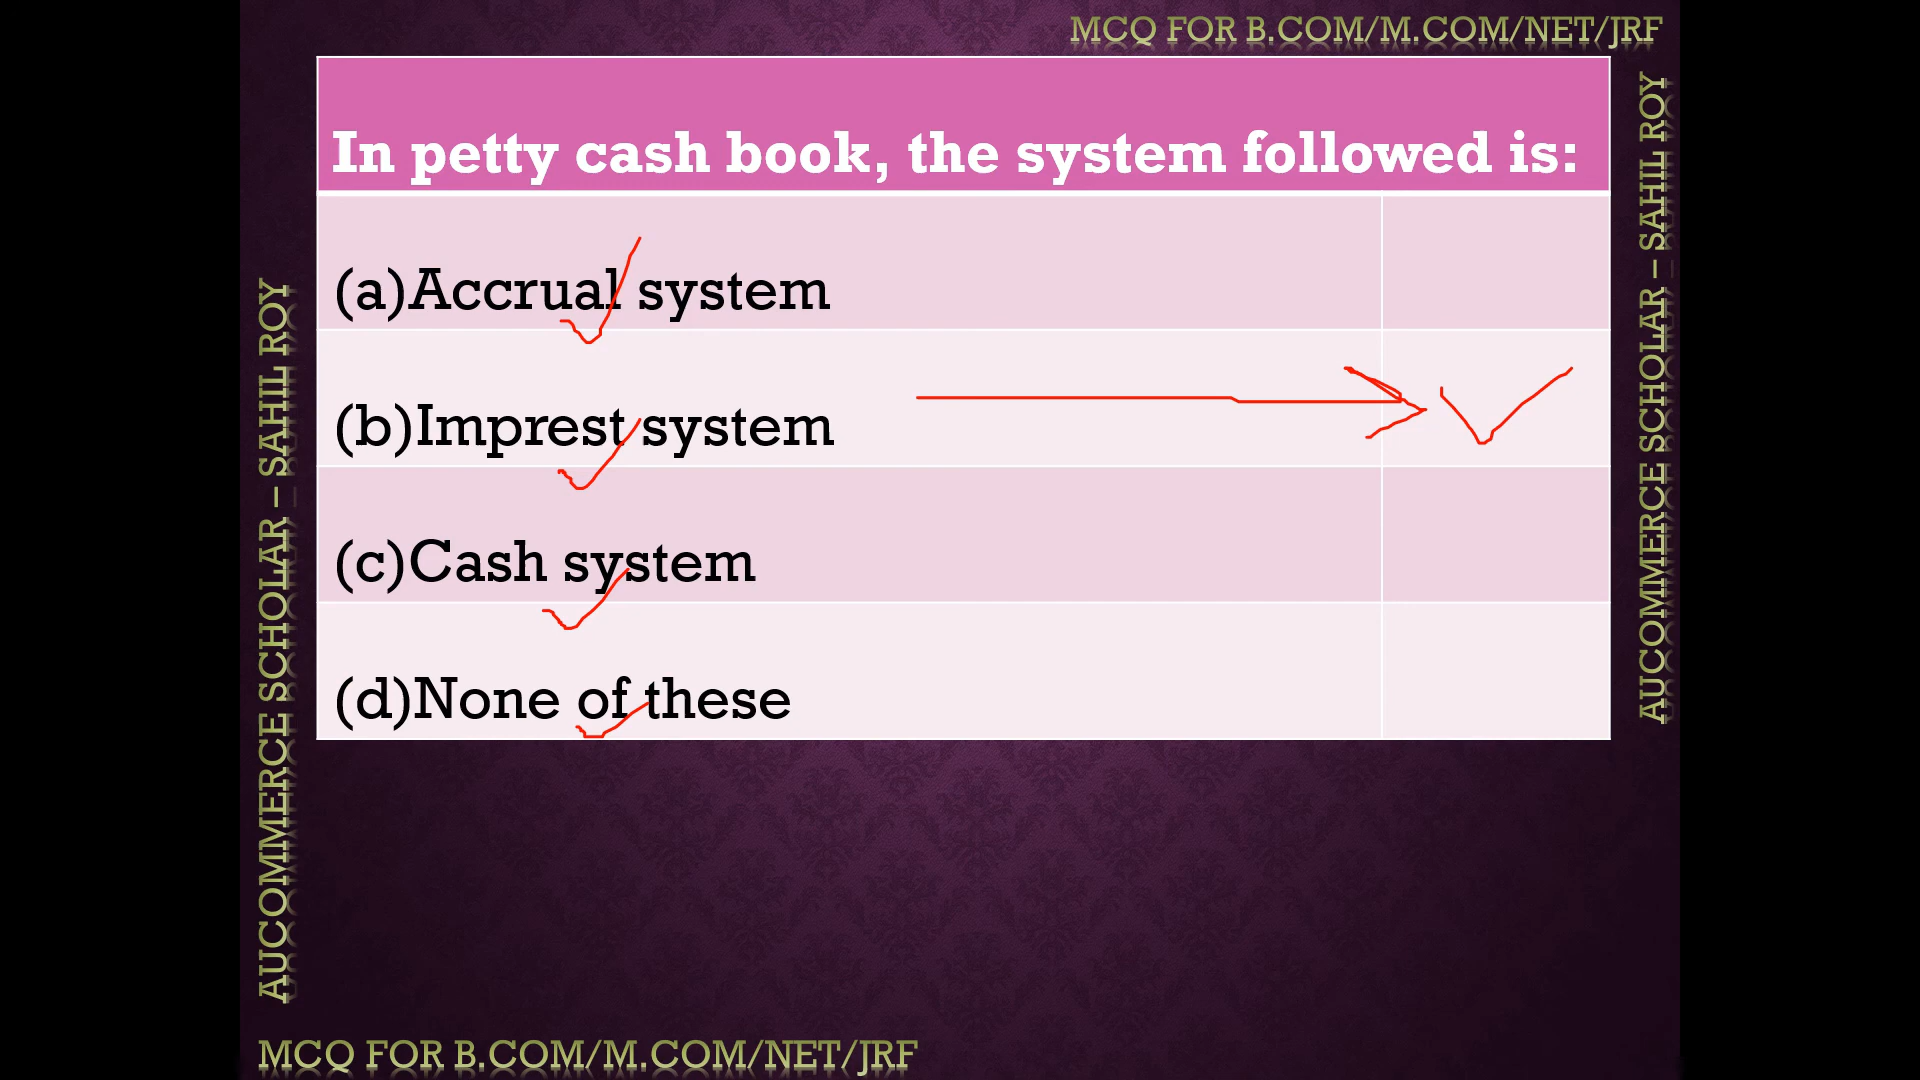 MCQ FOR B.COM/M.COM/NET/JRF
In petty cash book, the system followed is:
(a)Accrual system
(b)Imprest system
(c)Cash system
(d)None of these
AUCOMMERCE SCHOLAR – SAHIL ROY
AUCOMMERCE SCHOLAR – SAHIL ROY
MCQ FOR B.COM/M.COM/NET/JRF